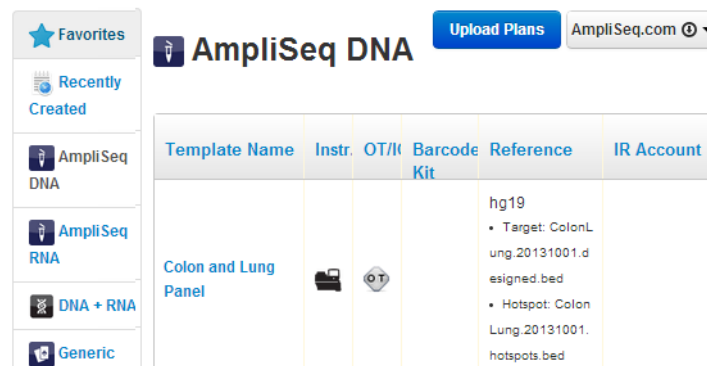 Favorites
Recently
Created
AmpliSeq
DNA
AmpliSeq
RNA
DNA + RNA
Generic
AmpliSeq DNA
Upload Plans
AmpliSeq.com
Template Name Instr. OT/I Barcode Kit Reference IR Account
Colon and Lung
Panel
OT
hg19
• Target: ColonL
ung.20131001.d
esigned.bed
• Hotspot: Colon
Lung.20131001.
hotspots.bed